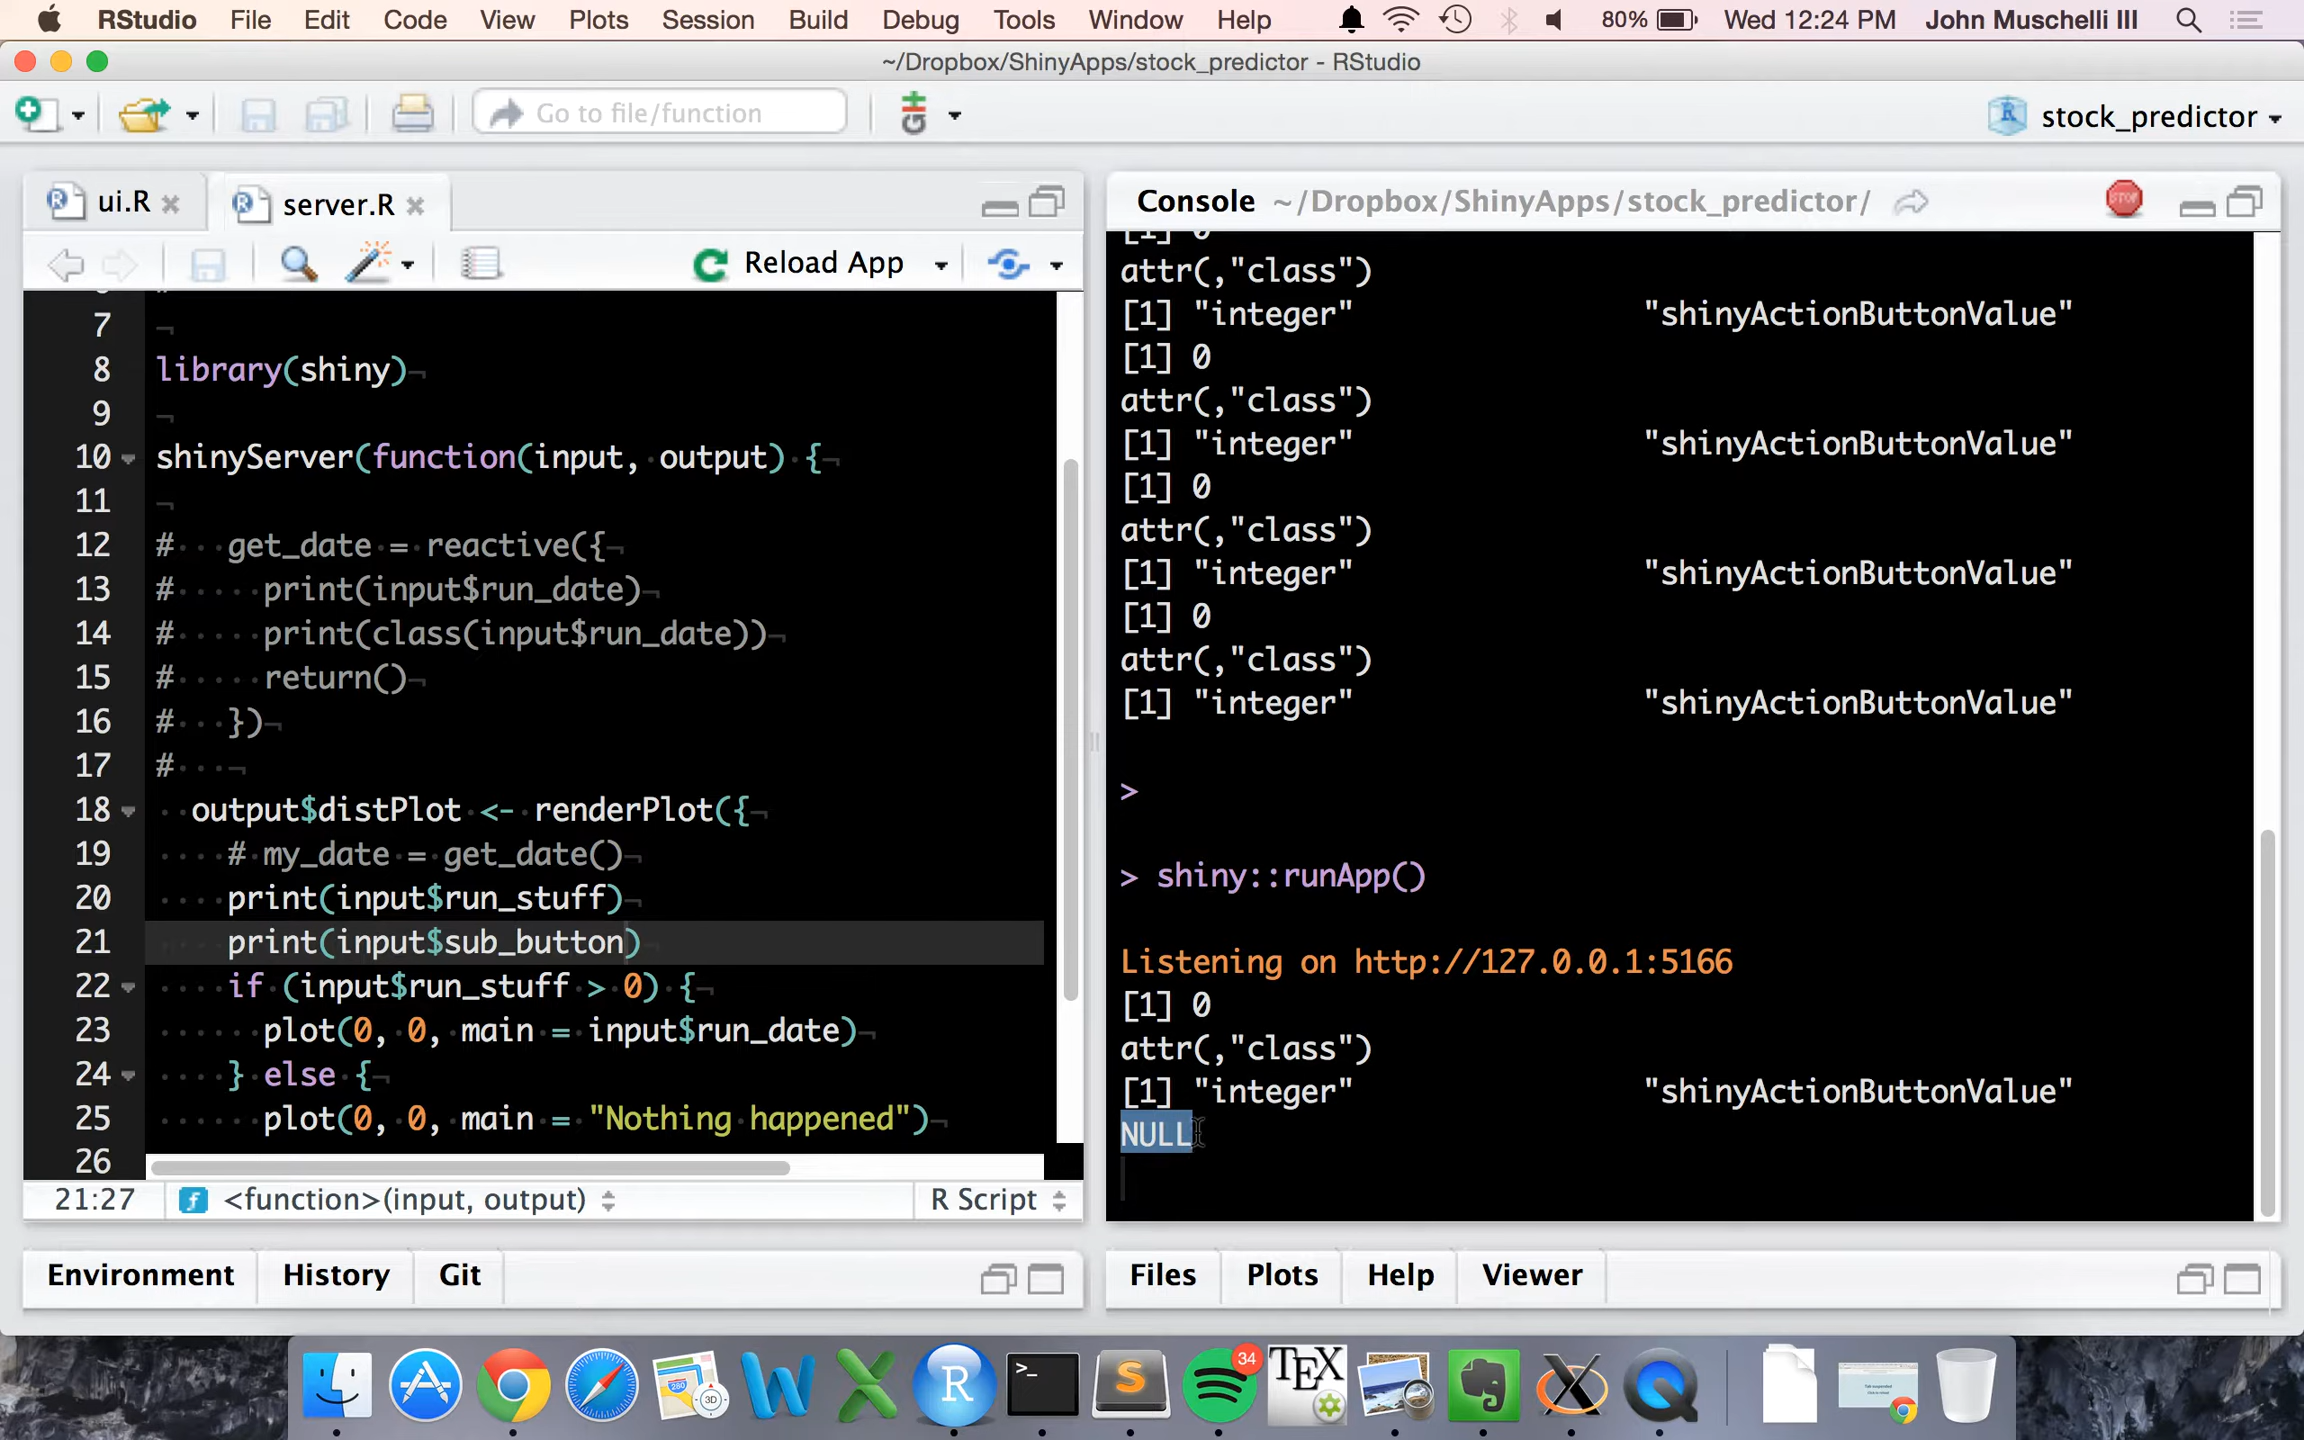 RStudio File Edit Code View Plots Session Build Debug Tools Window Help 80% Wed 12:24 PM John Muschelli III
~/Dropbox/ShinyApps/stock_predictor - RStudio
Go to file/function
stock_predictor
ui.R
server.R
Reload App
7
8 library(shiny)
9
10 shinyServer(function(input, output) {
11
12 # get_date = reactive({
13 # print(input$run_date)
14 # print(class(input$run_date))
15 # return()
16 # })
17 #
18 output$distPlot <- renderPlot({
19 # my_date = get_date()
20 print(input$run_stuff)
21 print(input$sub_button)
22 if (input$run_stuff > 0) {
23 plot(0, 0, main = input$run_date)
24 } else {
25 plot(0, 0, main = "Nothing happened")
26
21:27 <function>(input, output) R Script
Environment History Git
Console ~/Dropbox/ShinyApps/stock_predictor/
STOP
[1] 0
attr(,"class")
[1] "integer" "shinyActionButtonValue"
[1] 0
attr(,"class")
[1] "integer" "shinyActionButtonValue"
[1] 0
attr(,"class")
[1] "integer" "shinyActionButtonValue"
[1] 0
attr(,"class")
[1] "integer" "shinyActionButtonValue"
>
> shiny::runApp()
Listening on http://127.0.0.1:5166
[1] 0
attr(,"class")
[1] "integer" "shinyActionButtonValue"
NULL
Files Plots Help Viewer
280
3D
R
>_
S
34
TEX